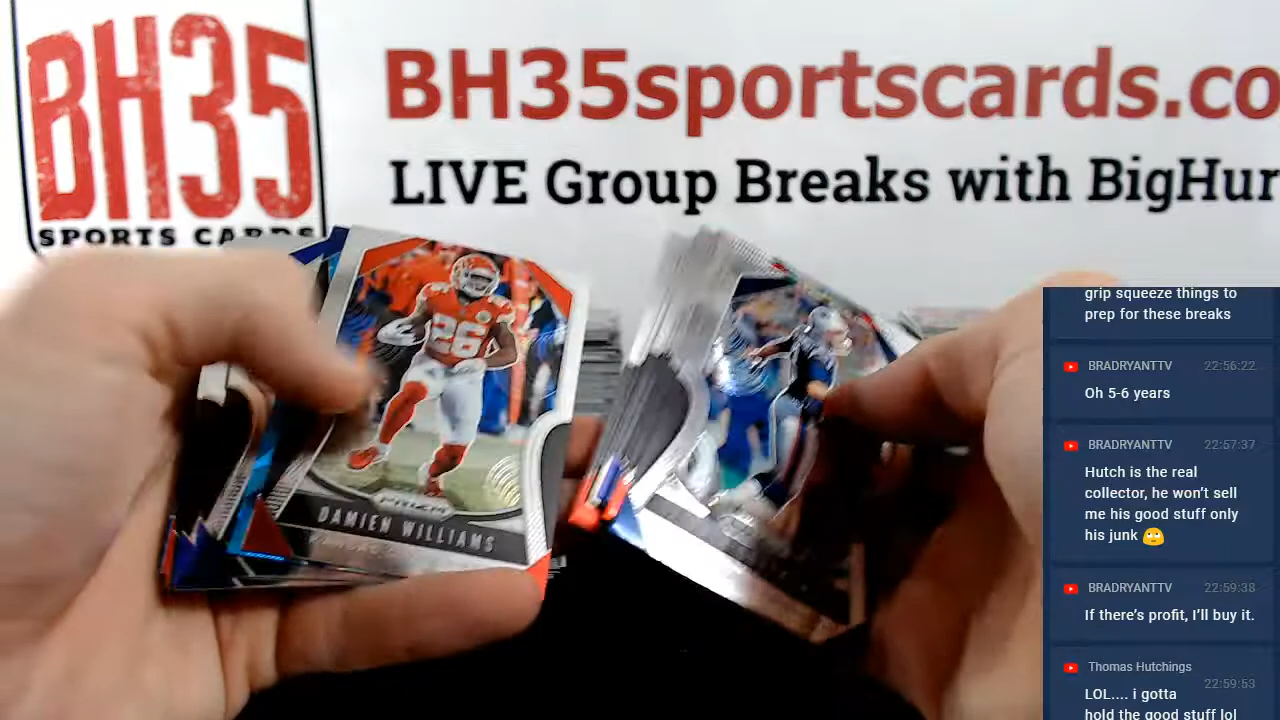 BH35
SPORTS CARDS
BH35sportscards.co
LIVE Group Breaks with BigHur
26
PRIZM
DAMIEN WILLIAMS
grip squeeze things to
prep for these breaks
BRADRYANTTV 22:56:22
Oh 5-6 years
BRADRYANTTV 22:57:37
Hutch is the real
collector, he won't sell
me his good stuff only
his junk 🙄
BRADRYANTTV 22:59:38
If there's profit, I'll buy it.
Thomas Hutchings
22:59:53
LOL.... i gotta
hold the good stuff lol